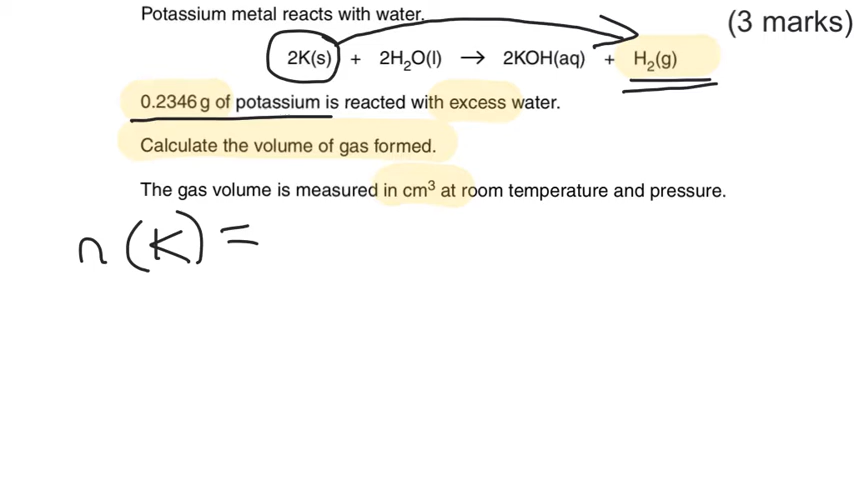 Potassium metal reacts with water.
(3 marks)
2K(s) + 2H₂O(l) → 2KOH(aq) + H₂(g)
0.2346 g of potassium is reacted with excess water.
Calculate the volume of gas formed.
The gas volume is measured in cm³ at room temperature and pressure.
n(K) =